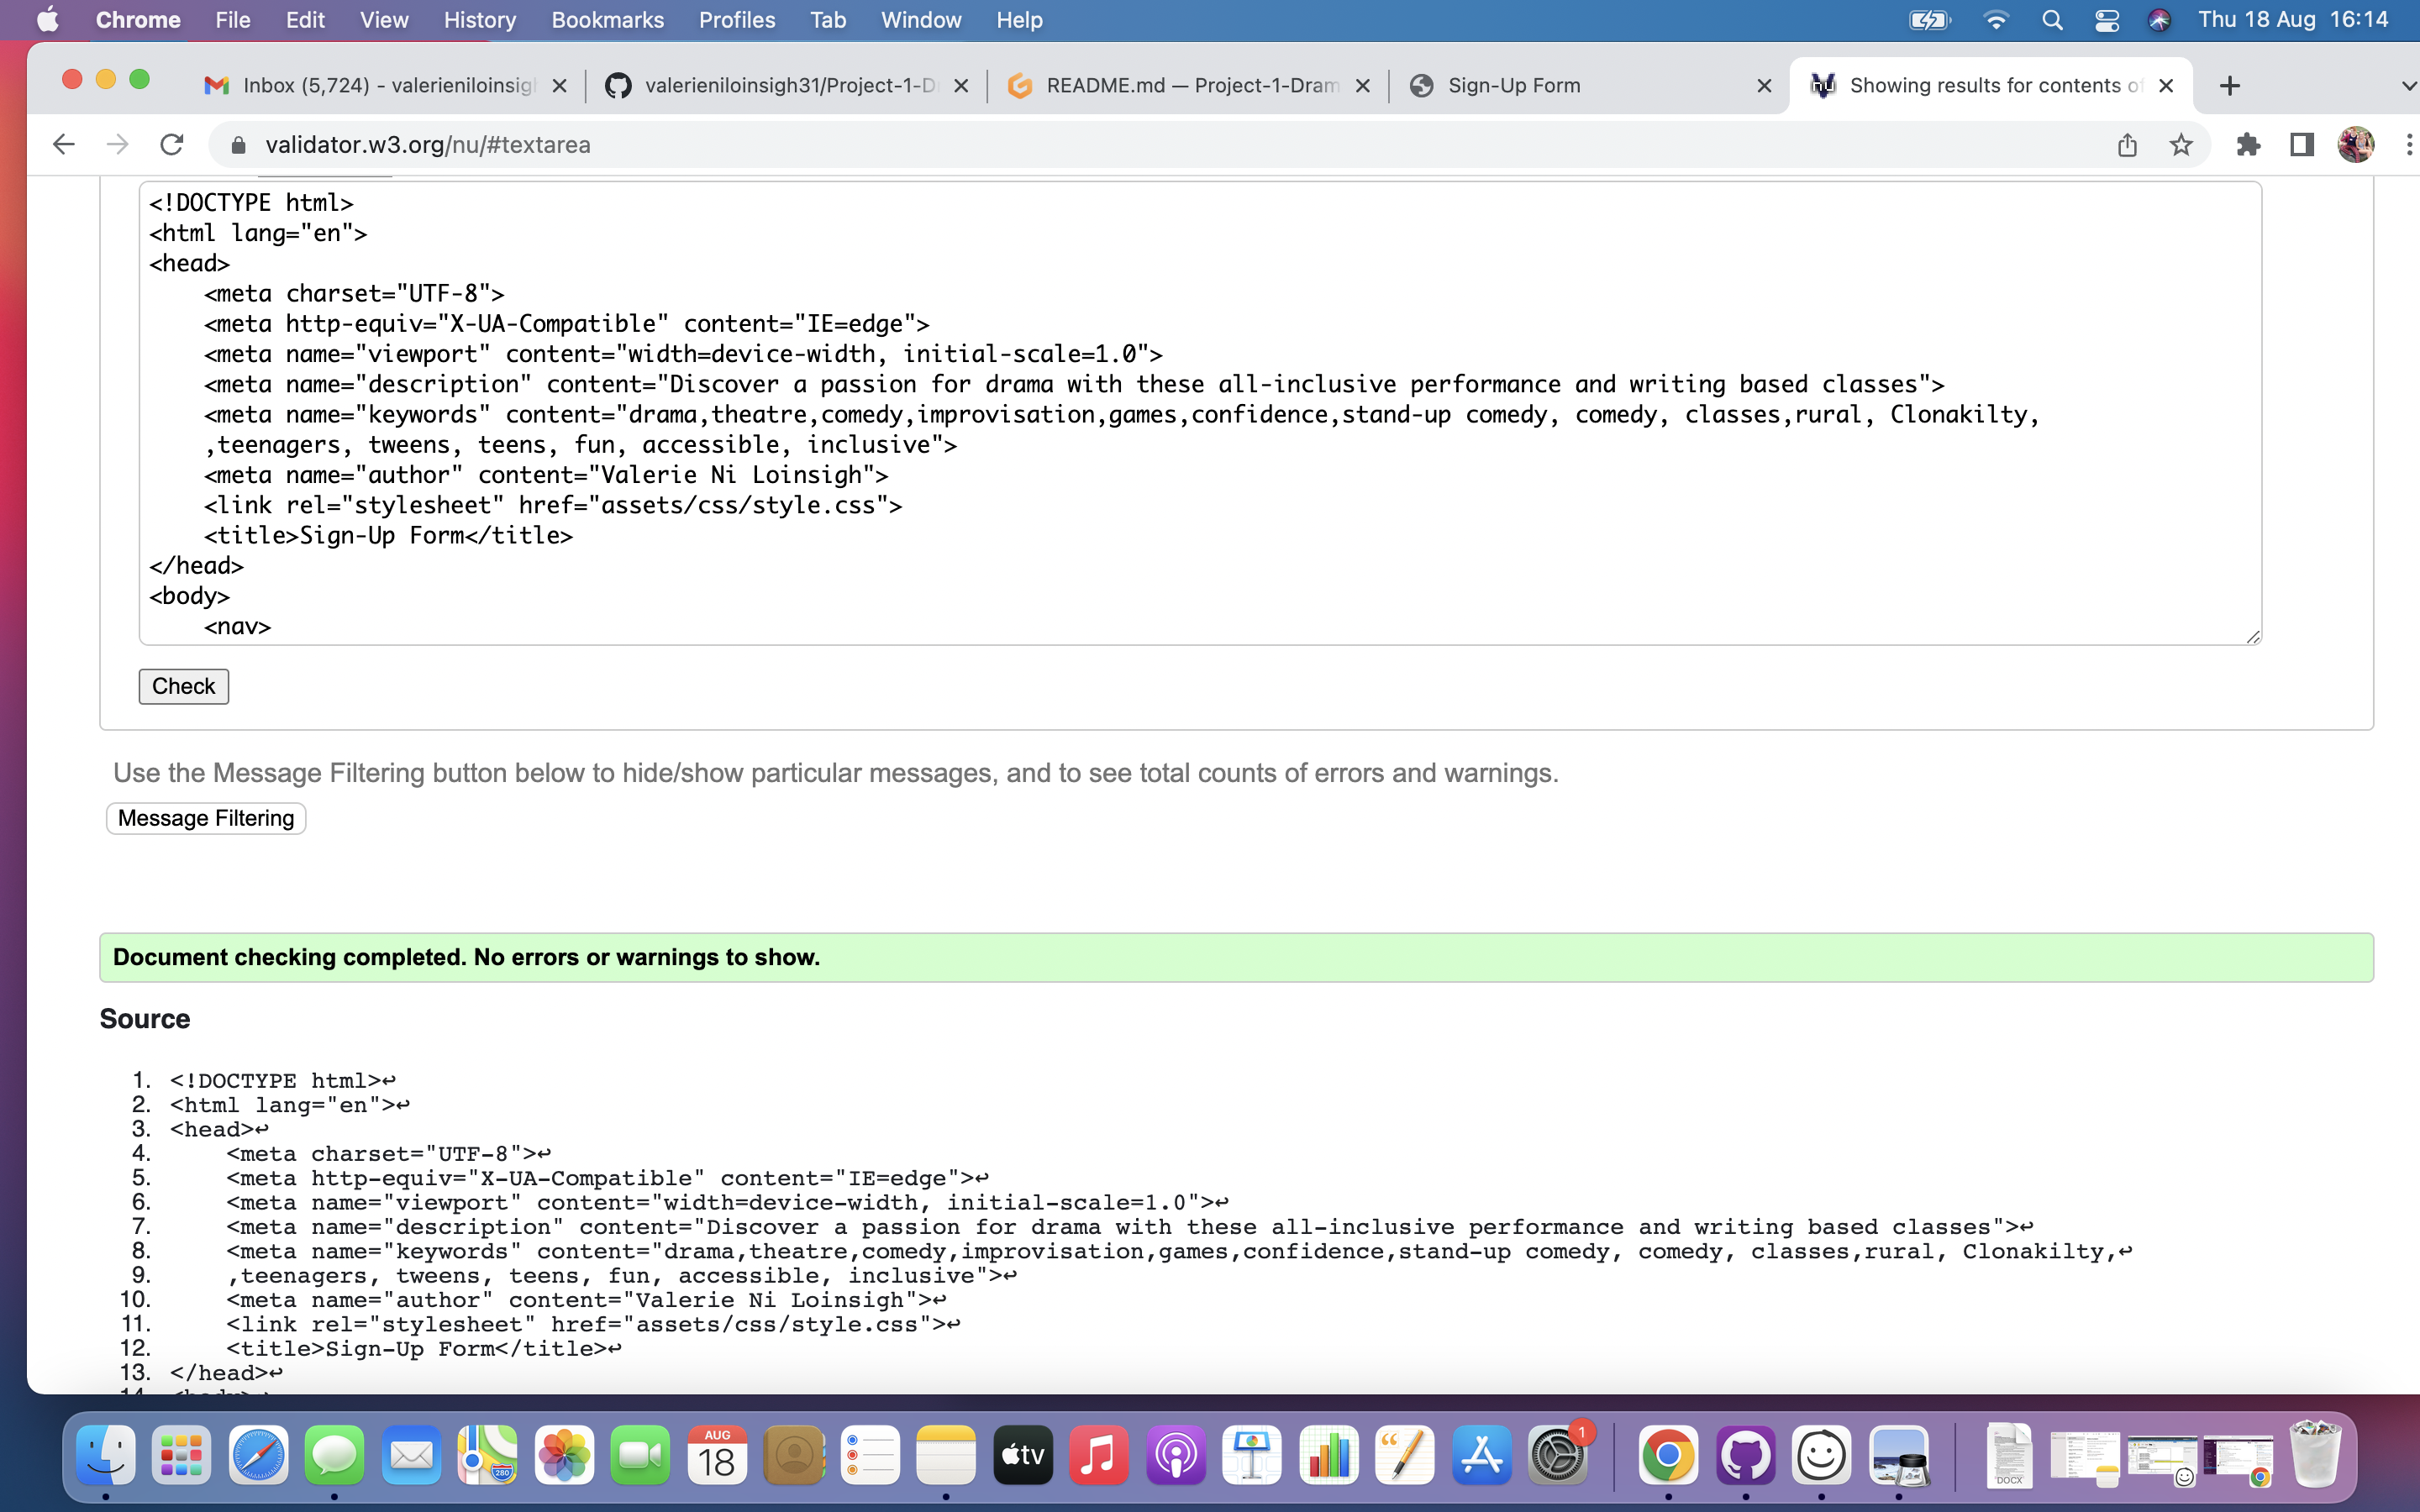 Chrome File Edit View History Bookmarks Profiles Tab Window Help Thu 18 Aug 16:14
Inbox (5,724) - valerieniloinsigh valerieniloinsigh31/Project-1-D README.md — Project-1-Dram Sign-Up Form Showing results for contents of
validator.w3.org/nu/#textarea
<!DOCTYPE html>
<html lang="en">
<head>
    <meta charset="UTF-8">
    <meta http-equiv="X-UA-Compatible" content="IE=edge">
    <meta name="viewport" content="width=device-width, initial-scale=1.0">
    <meta name="description" content="Discover a passion for drama with these all-inclusive performance and writing based classes">
    <meta name="keywords" content="drama,theatre,comedy,improvisation,games,confidence,stand-up comedy, comedy, classes,rural, Clonakilty,
    ,teenagers, tweens, teens, fun, accessible, inclusive">
    <meta name="author" content="Valerie Ni Loinsigh">
    <link rel="stylesheet" href="assets/css/style.css">
    <title>Sign-Up Form</title>
</head>
<body>
    <nav>
Check
Use the Message Filtering button below to hide/show particular messages, and to see total counts of errors and warnings.
Message Filtering
Document checking completed. No errors or warnings to show.
Source
1. <!DOCTYPE html>↩
2. <html lang="en">↩
3. <head>↩
4.     <meta charset="UTF-8">↩
5.     <meta http-equiv="X-UA-Compatible" content="IE=edge">↩
6.     <meta name="viewport" content="width=device-width, initial-scale=1.0">↩
7.     <meta name="description" content="Discover a passion for drama with these all-inclusive performance and writing based classes">↩
8.     <meta name="keywords" content="drama,theatre,comedy,improvisation,games,confidence,stand-up comedy, comedy, classes,rural, Clonakilty,↩
9.     ,teenagers, tweens, teens, fun, accessible, inclusive">↩
10.     <meta name="author" content="Valerie Ni Loinsigh">↩
11.     <link rel="stylesheet" href="assets/css/style.css">↩
12.     <title>Sign-Up Form</title>↩
13. </head>↩
AUG
18
280
tv
1
DOCX